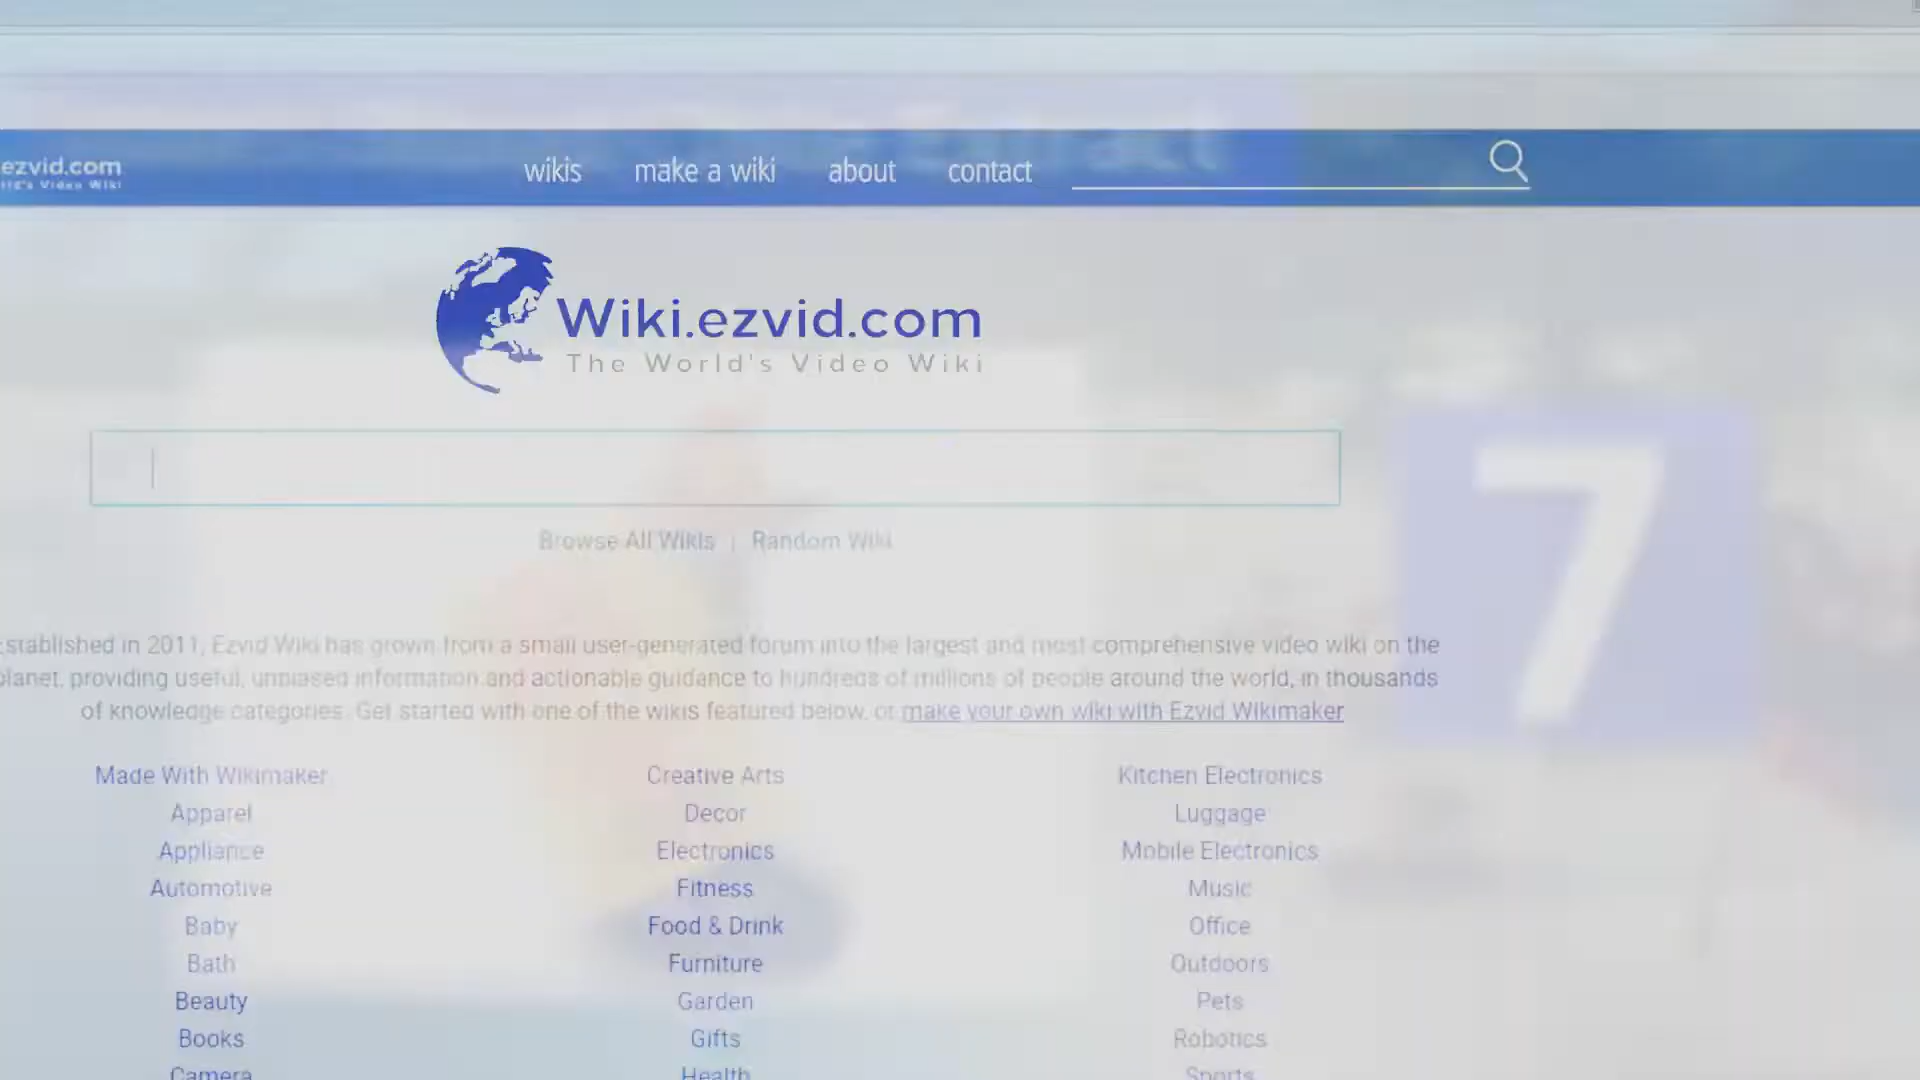 ezvid.com
wikis make a wiki about contact
Wiki.ezvid.com
The World's Video Wiki
7
Browse All Wikis | Random Wiki
stablished in 2011, Ezvid Wiki has grown from a small user-generated forum into the largest and most comprehensive video wiki on the
planet, providing useful, unbiased information and actionable guidance to hundreds of millions of people around the world, in thousands
of knowledge categories. Get started with one of the wikis featured below, or make your own wiki with Ezvid Wikimaker
Made With Wikimaker Creative Arts Kitchen Electronics
Apparel Decor Luggage
Appliance Electronics Mobile Electronics
Automotive Fitness Music
Baby Food & Drink Office
Bath Furniture Outdoors
Beauty Garden Pets
Books Gifts Robotics
Camera Health Sports